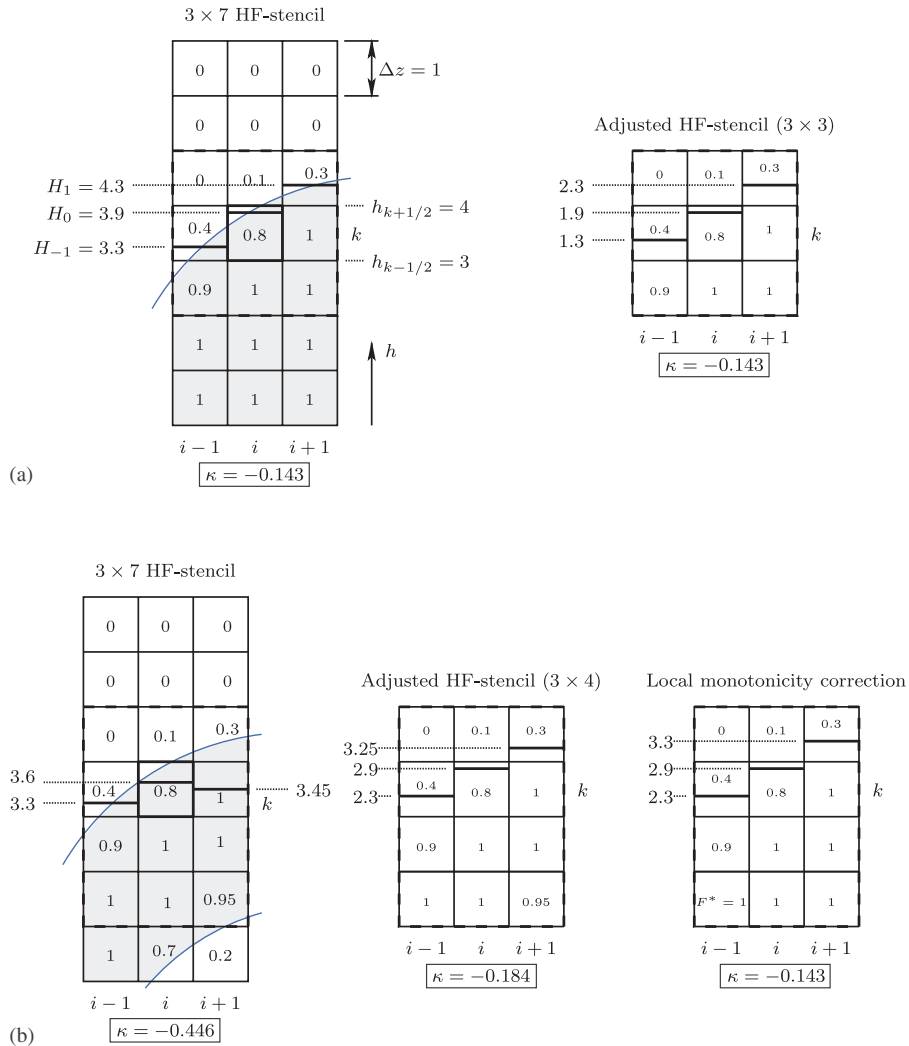 3 × 7 HF-stencil
0 0 0
Δz = 1
0 0 0
Adjusted HF-stencil (3 × 3)
0 0.1 0.3
H₁ = 4.3
H₀ = 3.9
H₋₁ = 3.3
h_{k+1/2} = 4
0.4 0.8 1 k
h_{k−1/2} = 3
0.9 1 1
1 1 1
h
1 1 1
i − 1 i i + 1
κ = −0.143
2.3
1.9
1.3
0 0.1 0.3
0.4 0.8 1 k
0.9 1 1
i − 1 i i + 1
κ = −0.143
(a)
3 × 7 HF-stencil
0 0 0
0 0 0
0 0.1 0.3
3.6
3.3
0.4 0.8 1 k
3.45
0.9 1 1
1 1 0.95
1 0.7 0.2
i − 1 i i + 1
κ = −0.446
Adjusted HF-stencil (3 × 4)
0 0.1 0.3
3.25
2.9
2.3
0.4 0.8 1 k
0.9 1 1
1 1 0.95
i − 1 i i + 1
κ = −0.184
Local monotonicity correction
0 0.1 0.3
3.3
2.9
2.3
0.4 0.8 1 k
0.9 1 1
F* = 1 1 1
i − 1 i i + 1
κ = −0.143
(b)